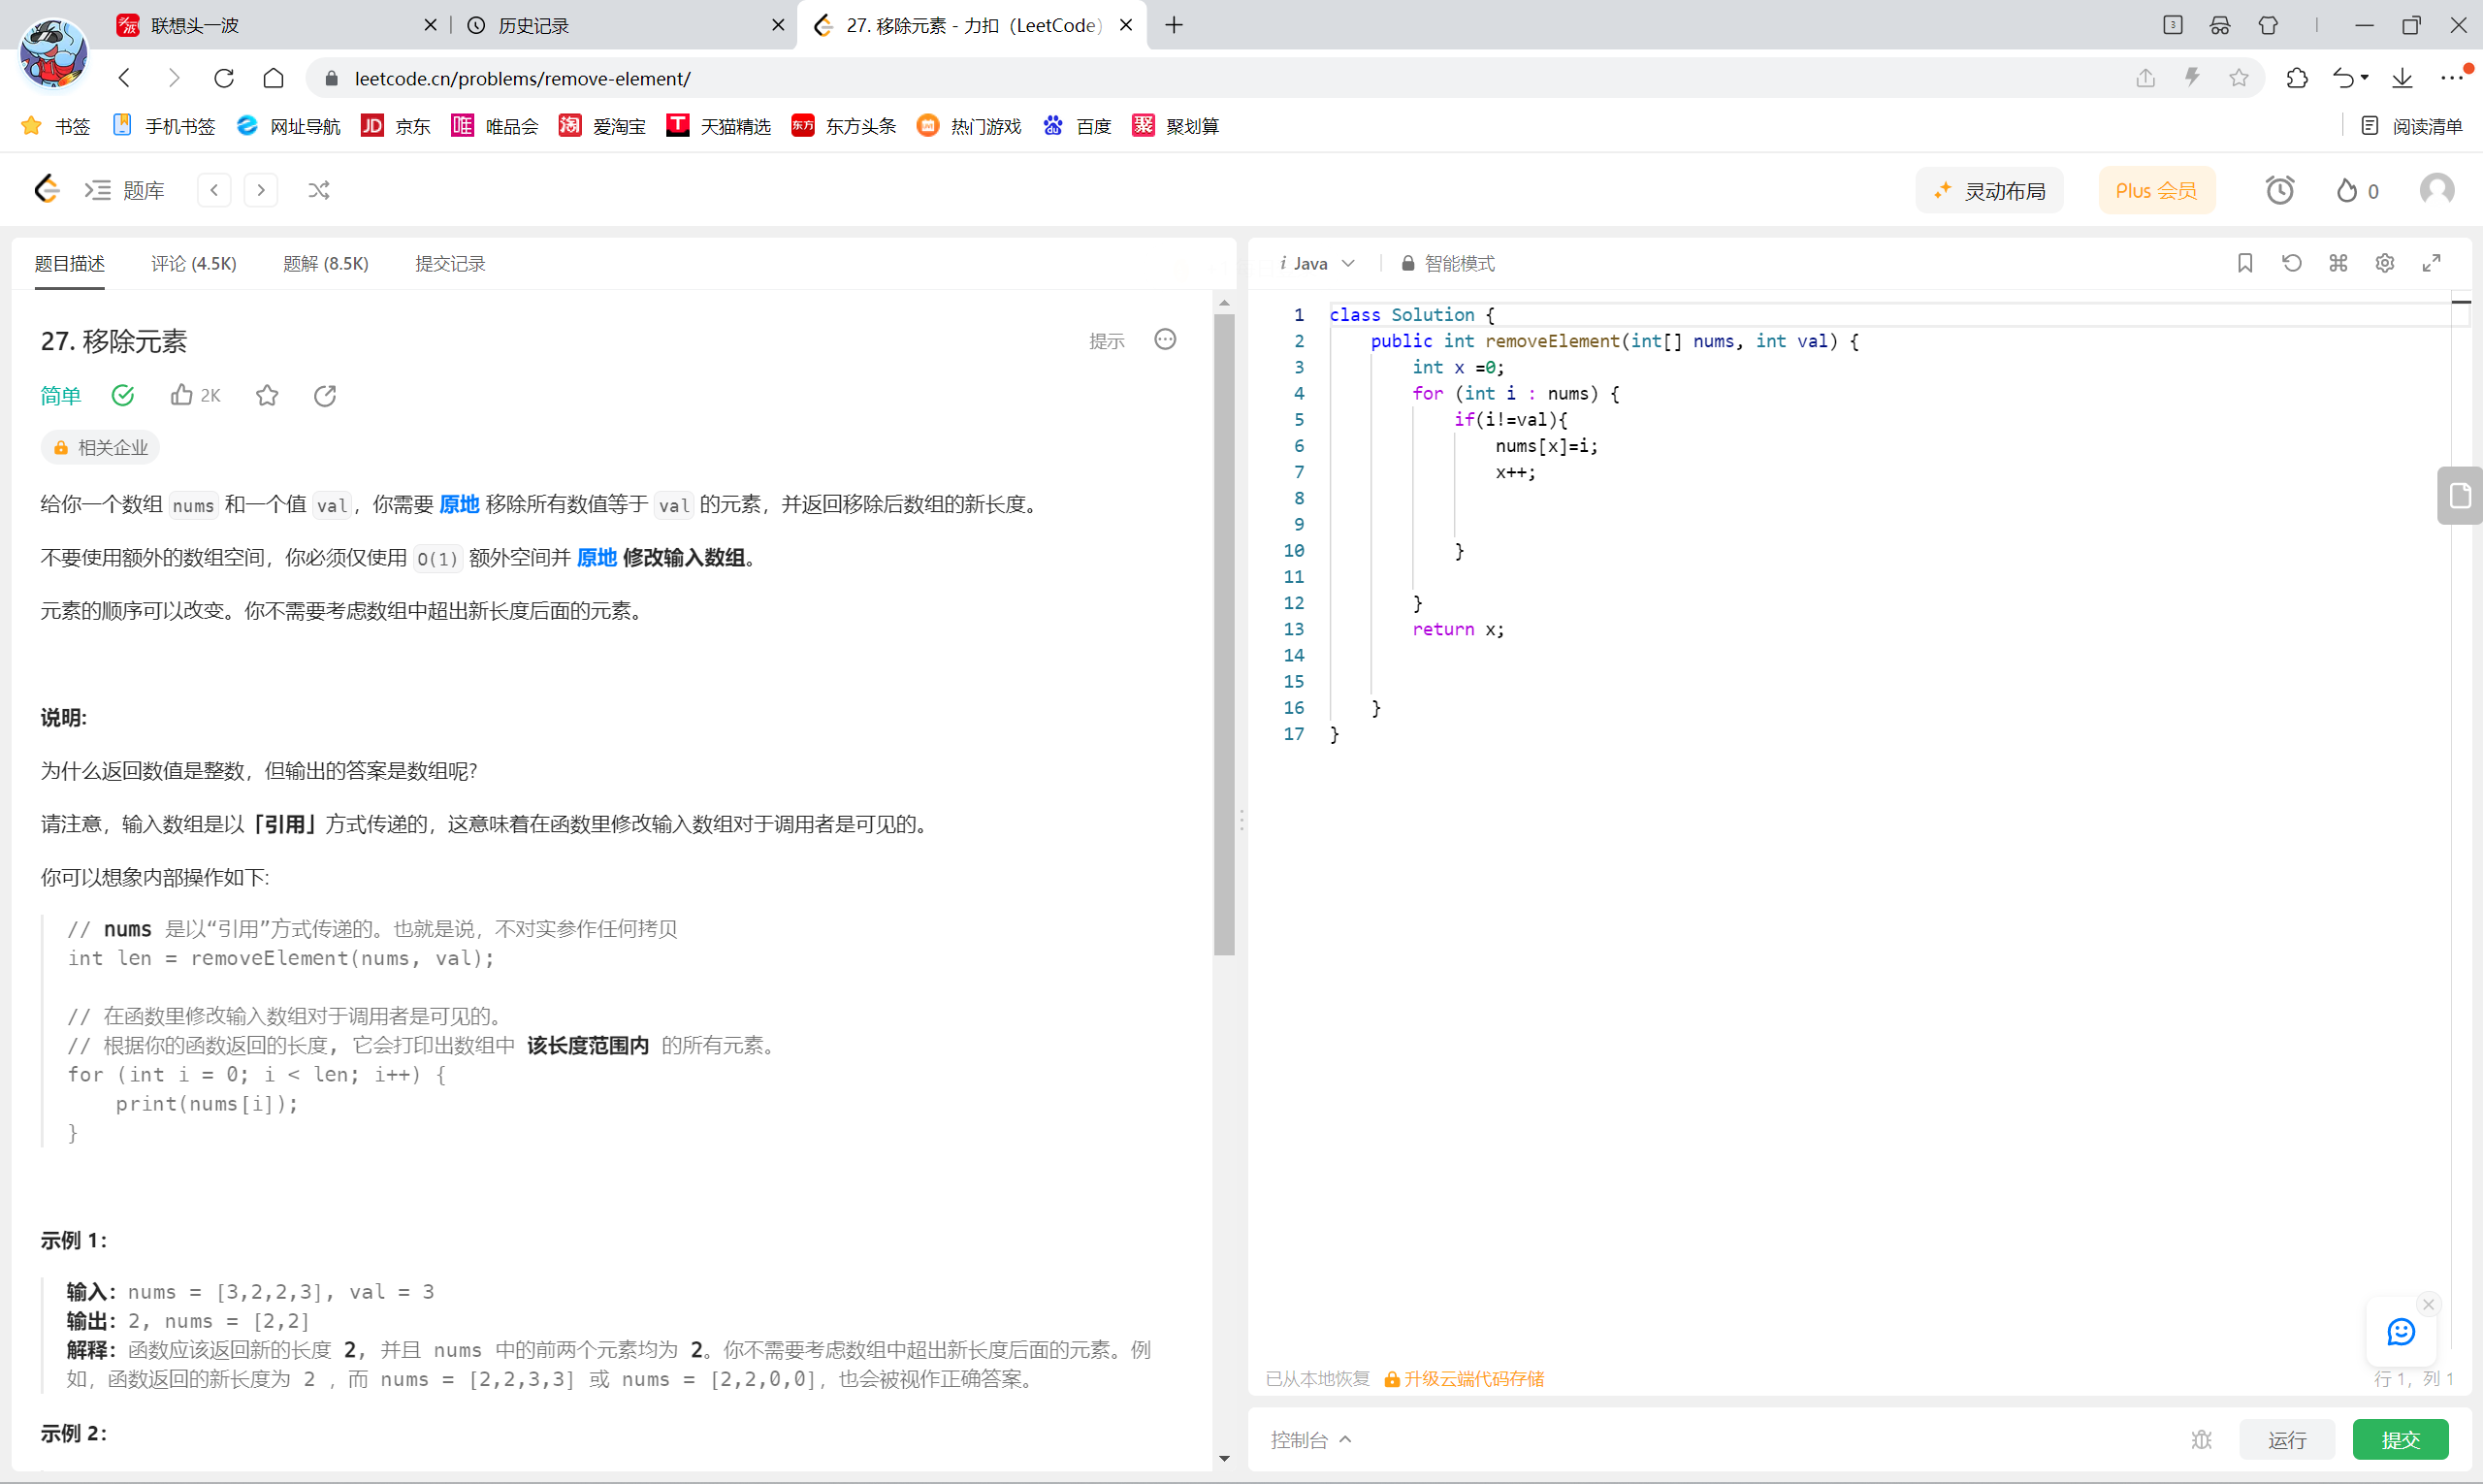 联想头一波
历史记录
27. 移除元素 - 力扣（LeetCode）
leetcode.cn/problems/remove-element/
书签 手机书签 网址导航 京东 唯品会 爱淘宝 天猫精选 东方头条 热门游戏 百度 聚划算 阅读清单
题库 灵动布局 Plus 会员 0
题目描述 评论 (4.5K) 题解 (8.5K) 提交记录
27. 移除元素 提示
简单 2K
相关企业
给你一个数组 nums 和一个值 val，你需要 原地 移除所有数值等于 val 的元素，并返回移除后数组的新长度。
不要使用额外的数组空间，你必须仅使用 O(1) 额外空间并 原地 修改输入数组。
元素的顺序可以改变。你不需要考虑数组中超出新长度后面的元素。
说明:
为什么返回数值是整数，但输出的答案是数组呢?
请注意，输入数组是以「引用」方式传递的，这意味着在函数里修改输入数组对于调用者是可见的。
你可以想象内部操作如下:
// nums 是以“引用”方式传递的。也就是说，不对实参作任何拷贝
int len = removeElement(nums, val);
// 在函数里修改输入数组对于调用者是可见的。
// 根据你的函数返回的长度, 它会打印出数组中 该长度范围内 的所有元素。
for (int i = 0; i < len; i++) {
    print(nums[i]);
}
示例 1：
输入：nums = [3,2,2,3], val = 3
输出：2, nums = [2,2]
解释：函数应该返回新的长度 2, 并且 nums 中的前两个元素均为 2。你不需要考虑数组中超出新长度后面的元素。例
如，函数返回的新长度为 2 ，而 nums = [2,2,3,3] 或 nums = [2,2,0,0]，也会被视作正确答案。
示例 2：
i Java 智能模式
1 class Solution {
2     public int removeElement(int[] nums, int val) {
3         int x =0;
4         for (int i : nums) {
5             if(i!=val){
6                 nums[x]=i;
7                 x++;
8
9
10             }
11
12         }
13         return x;
14
15
16     }
17 }
已从本地恢复 升级云端代码存储 行 1，列 1
控制台 运行 提交